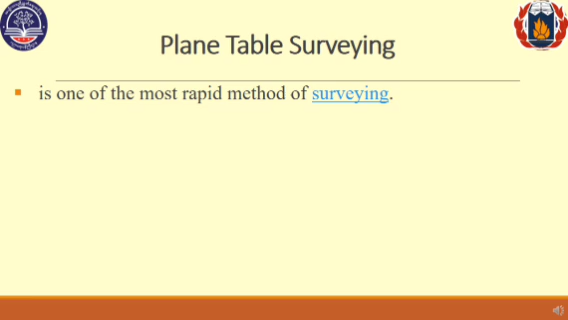 Plane Table Surveying
is one of the most rapid method of surveying.